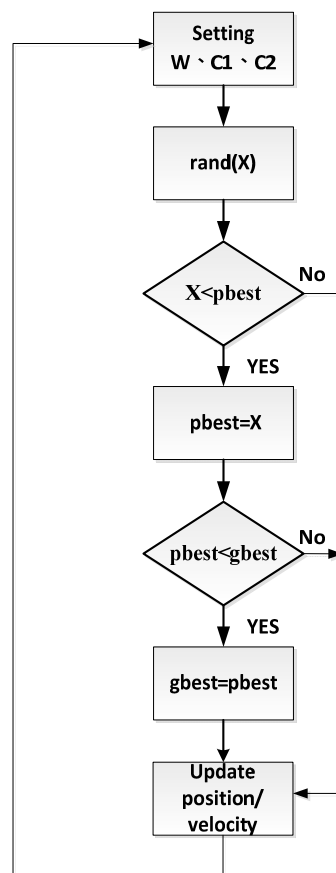 Setting
W、C1、C2
rand(X)
X<pbest
No
YES
pbest=X
pbest<gbest
No
YES
gbest=pbest
Update
position/
velocity